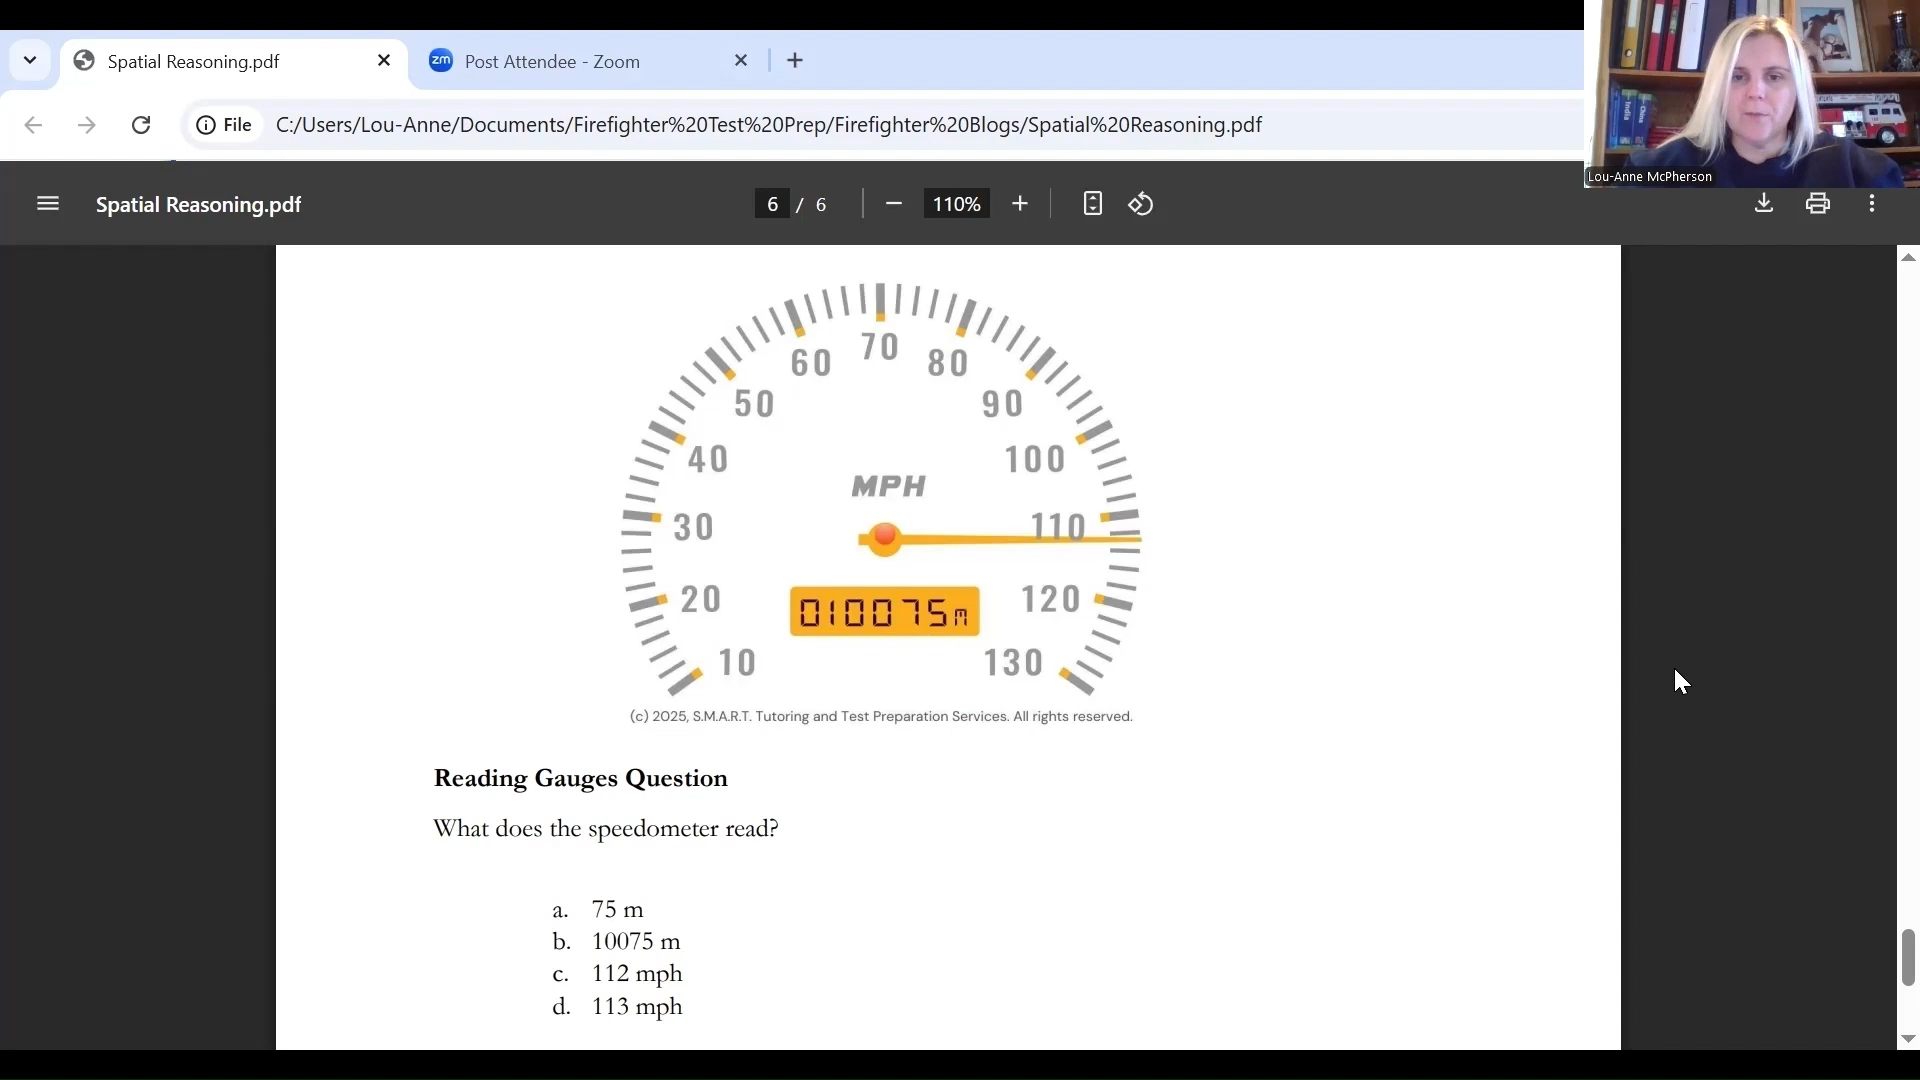 Spatial Reasoning.pdf
zm Post Attendee - Zoom
File C:/Users/Lou-Anne/Documents/Firefighter%20Test%20Prep/Firefighter%20Blogs/Spatial%20Reasoning.pdf
India
China
Lou-Anne McPherson
Spatial Reasoning.pdf
6 / 6
110%
70
60
80
50
90
40
100
MPH
30
110
20
120
010075m
10
130
(c) 2025, S.M.A.R.T. Tutoring and Test Preparation Services. All rights reserved.
Reading Gauges Question
What does the speedometer read?
a. 75 m
b. 10075 m
c. 112 mph
d. 113 mph